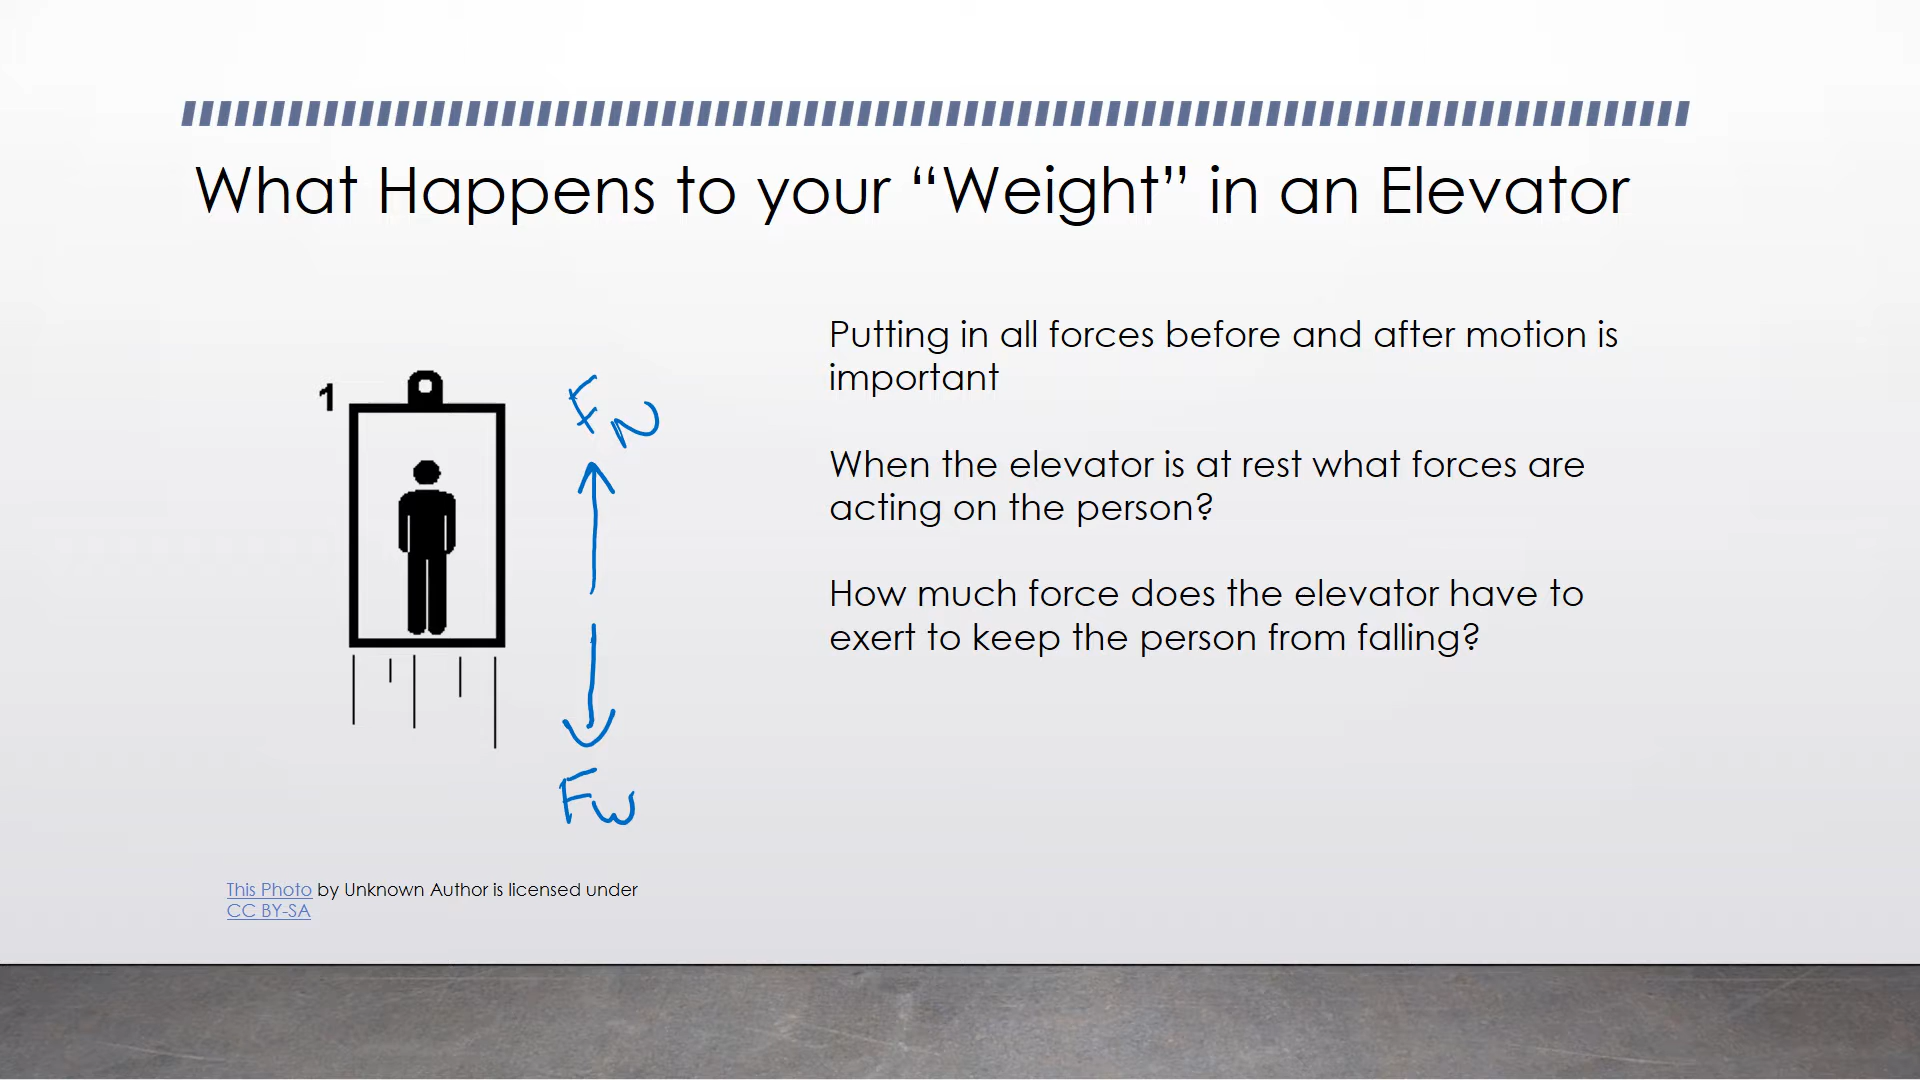 What Happens to your “Weight” in an Elevator
Putting in all forces before and after motion is
important
When the elevator is at rest what forces are
acting on the person?
How much force does the elevator have to
exert to keep the person from falling?
1
FN
Fw
This Photo by Unknown Author is licensed under
CC BY-SA